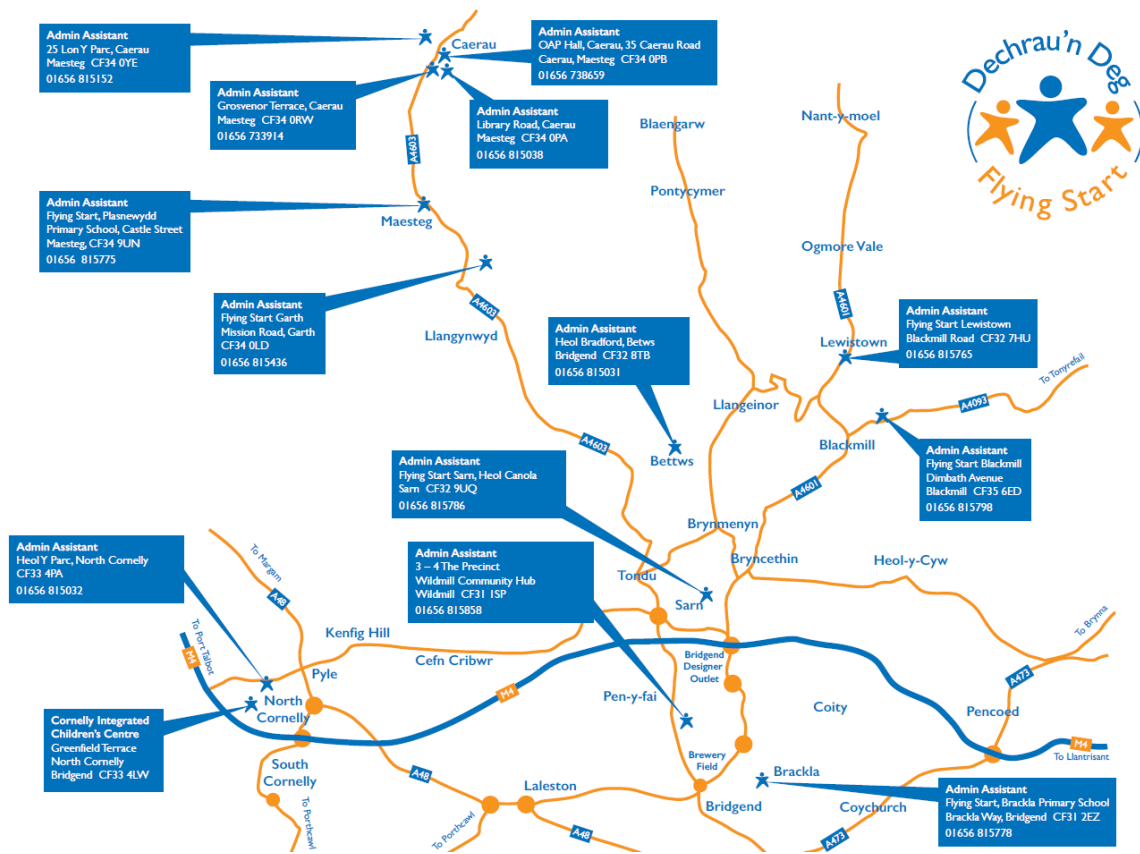 Admin Assistant
25 Lon Y Parc, Caerau
Maesteg CF34 0YE
01656 815152
Caerau
Admin Assistant
OAP Hall, Caerau, 35 Caerau Road
Caerau, Maesteg CF34 0PB
01656 738659
Dechrau'n Deg
Flying Start
Admin Assistant
Grosvenor Terrace, Caerau
Maesteg CF34 0RW
01656 733914
Admin Assistant
Library Road, Caerau
Maesteg CF34 0PA
01656 815038
Blaengarw
Nant-y-moel
A4603
Pontycymer
Admin Assistant
Flying Start, Plasnewydd
Primary School, Castle Street
Maesteg, CF34 9UN
01656 815775
Maesteg
Ogmore Vale
Admin Assistant
Flying Start Garth
Mission Road, Garth
CF34 0LD
01656 815436
A4603
Llangynwyd
A4601
Admin Assistant
Heol Bradford, Betws
Bridgend CF32 8TB
01656 815031
Lewistown
Admin Assistant
Flying Start Lewistown
Blackmill Road CF32 7HU
01656 815765
To Tonyrefail
Llangeinor
A4093
A4603
Bettws
Blackmill
Admin Assistant
Flying Start Blackmill
Dimbath Avenue
Blackmill CF35 6ED
01656 815798
Admin Assistant
Flying Start Sarn, Heol Canola
Sarn CF32 9UQ
01656 815786
A4601
Brynmenyn
Bryncethin
Heol-y-Cyw
Admin Assistant
Heol Y Parc, North Cornelly
CF33 4PA
01656 815032
To Margam
A48
Admin Assistant
3 – 4 The Precinct
Wildmill Community Hub
Wildmill CF31 1SP
01656 815858
Tondu
Sarn
To Port Talbot
M4
Kenfig Hill
Cefn Cribwr
Pyle
To Brynna
Bridgend
Designer
Outlet
A473
M4
Pen-y-fai
North
Cornelly
Coity
Pencoed
Cornelly Integrated
Children's Centre
Greenfield Terrace
North Cornelly
Bridgend CF33 4LW
M4
To Llantrisant
South
Cornelly
Brewery
Field
A48
Laleston
Brackla
Bridgend
Coychurch
Admin Assistant
Flying Start, Brackla Primary School
Brackla Way, Bridgend CF31 2EZ
01656 815778
To Porthcawl
To Porthcawl
A48
A473